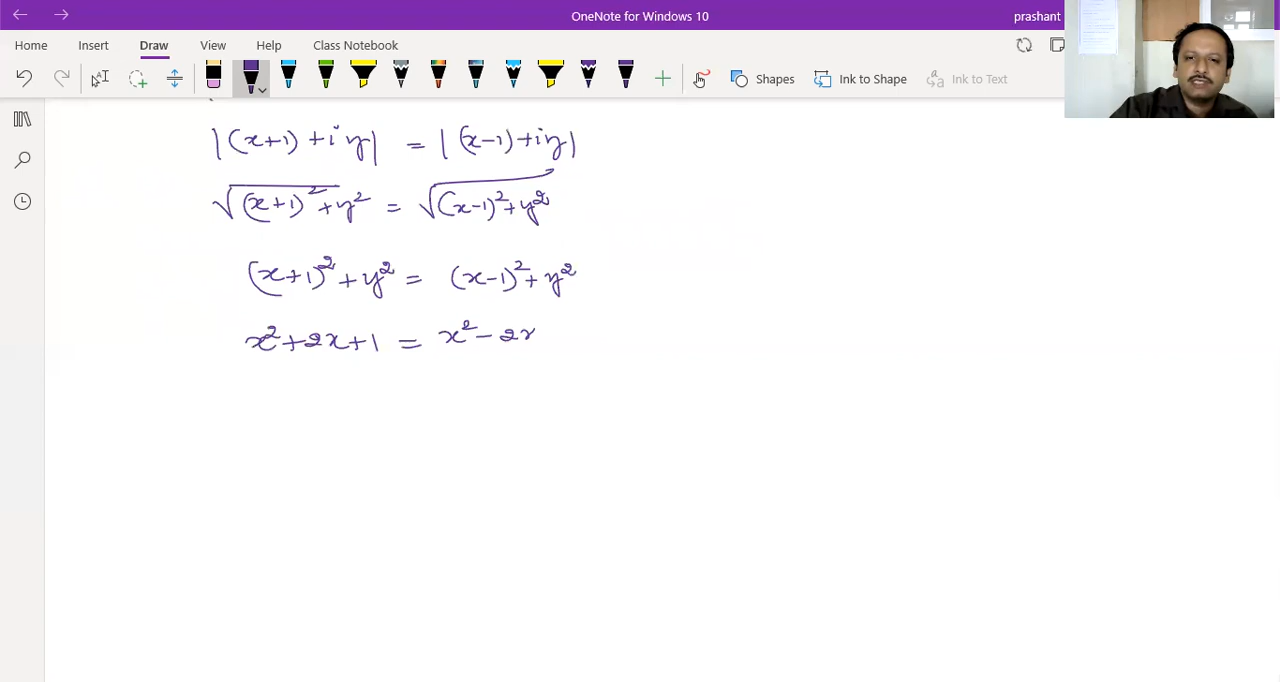 OneNote for Windows 10
prashant
Home Insert Draw View Help Class Notebook
Shapes Ink to Shape Ink to Text
|(x+1)+iy| = |(x-1)+iy|
√(x+1)²+y² = √(x-1)²+y²
(x+1)²+y² = (x-1)²+y²
x²+2x+1 = x²-2x